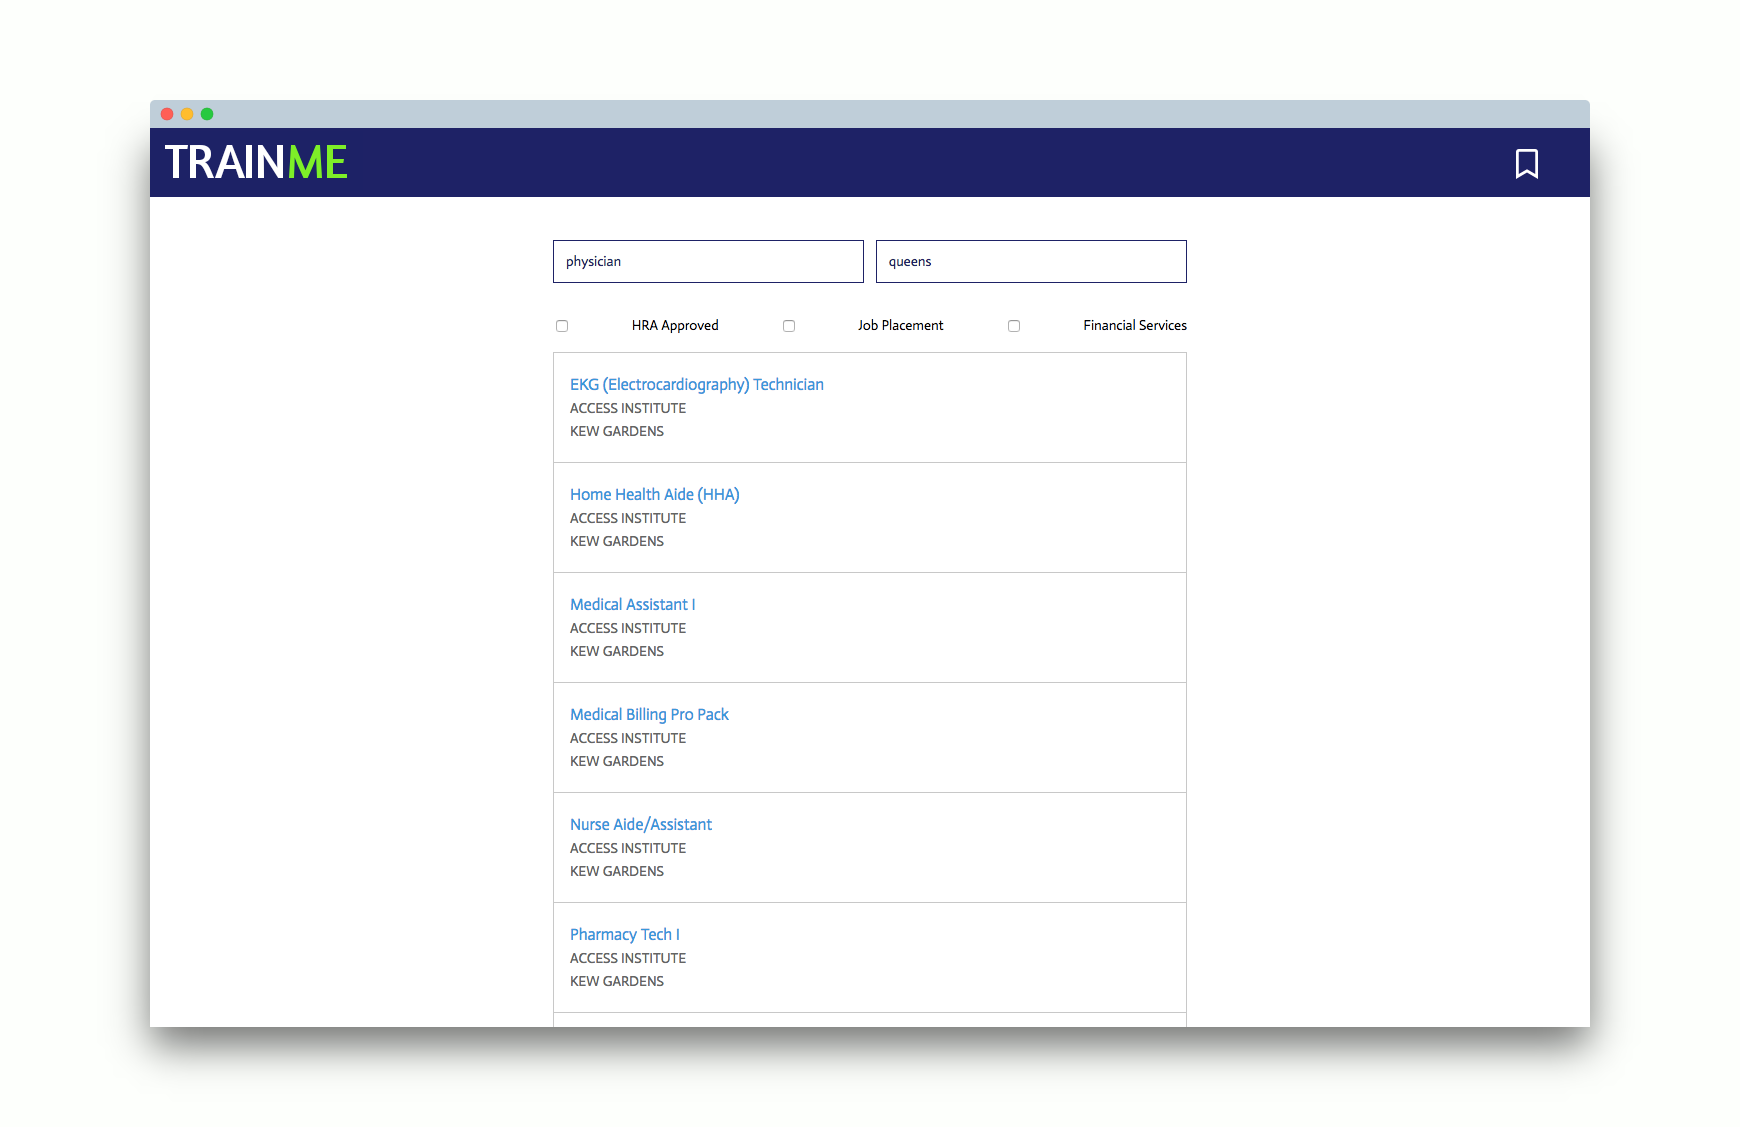 TRAINME
physician queens
HRA Approved Job Placement Financial Services
EKG (Electrocardiography) Technician
ACCESS INSTITUTE
KEW GARDENS
Home Health Aide (HHA)
ACCESS INSTITUTE
KEW GARDENS
Medical Assistant I
ACCESS INSTITUTE
KEW GARDENS
Medical Billing Pro Pack
ACCESS INSTITUTE
KEW GARDENS
Nurse Aide/Assistant
ACCESS INSTITUTE
KEW GARDENS
Pharmacy Tech I
ACCESS INSTITUTE
KEW GARDENS